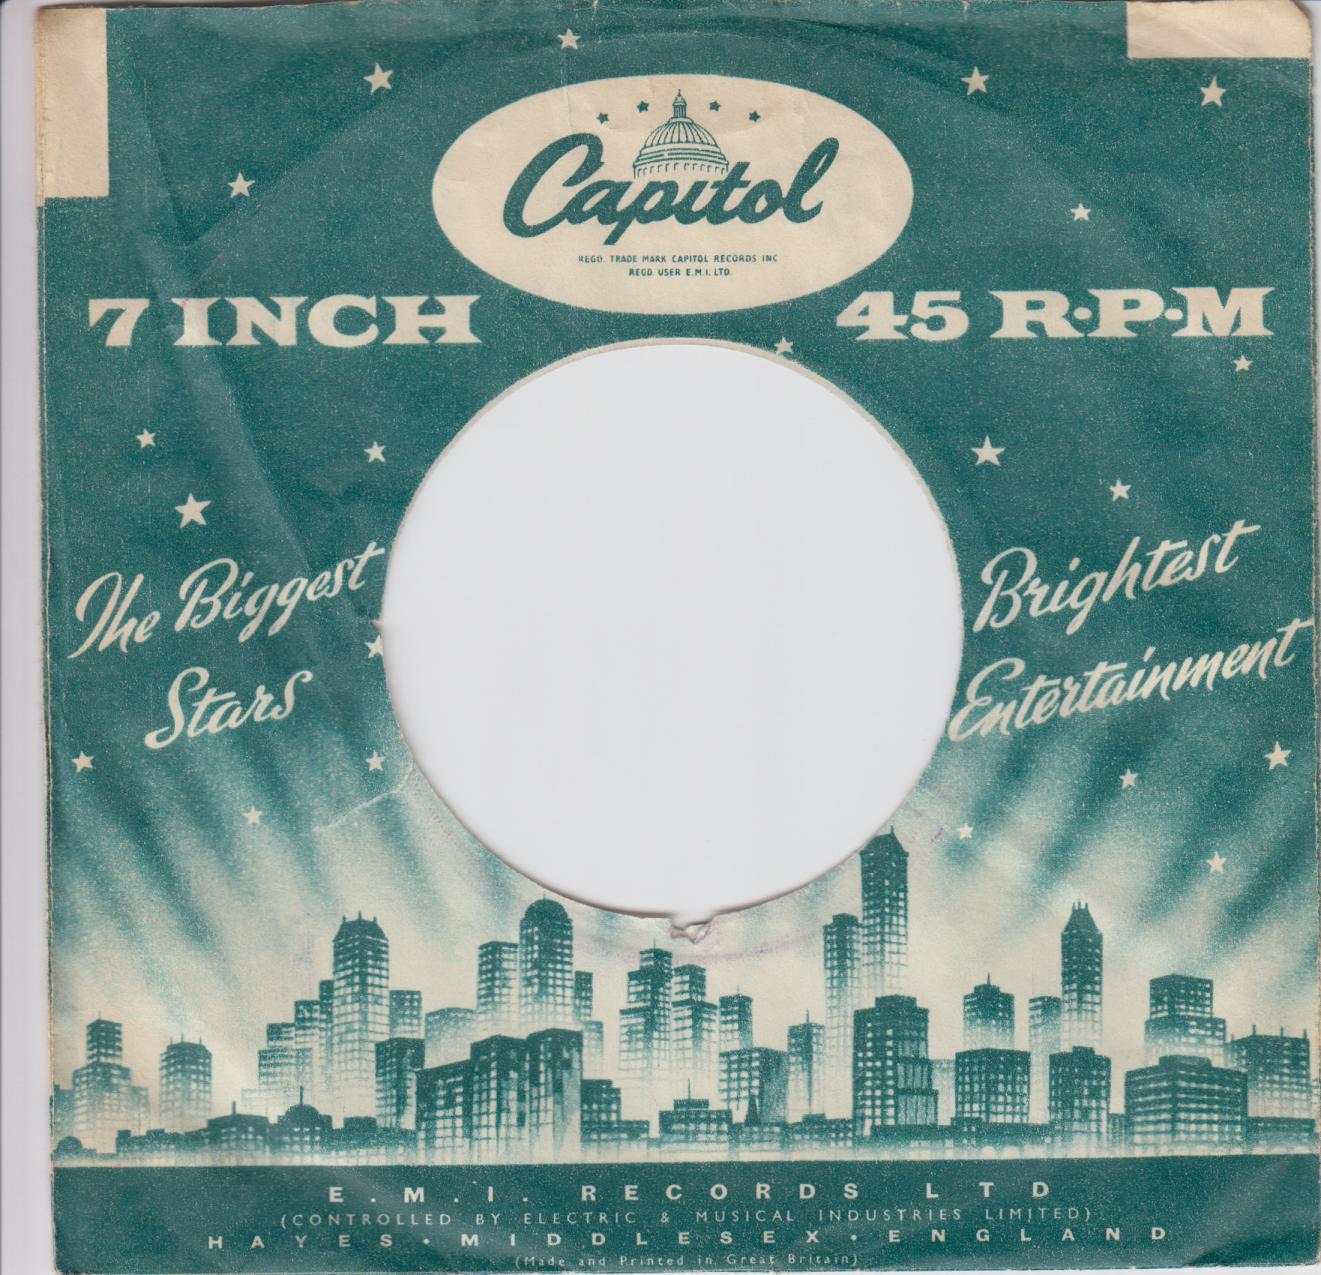 Capitol
REGD. TRADE MARK CAPITOL RECORDS INC
REGD. USER E.M.I. LTD.
7 INCH
45 R·P·M
The Biggest
Stars
Brightest
Entertainment
E.M.I. RECORDS LTD
(CONTROLLED BY ELECTRIC & MUSICAL INDUSTRIES LIMITED)
HAYES · MIDDLESEX · ENGLAND
(Made and Printed in Great Britain)